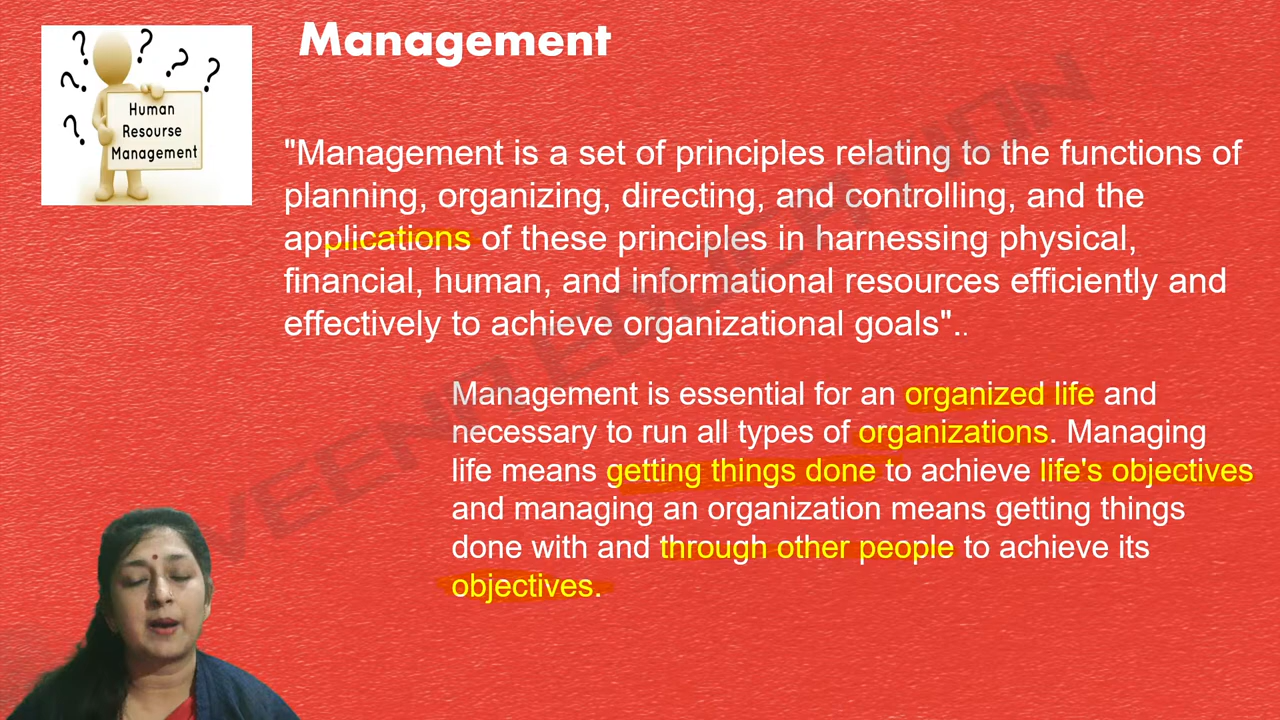 Management
Human
Resourse
Management
"Management is a set of principles relating to the functions of
planning, organizing, directing, and controlling, and the
applications of these principles in harnessing physical,
financial, human, and informational resources efficiently and
effectively to achieve organizational goals"..
Management is essential for an organized life and
necessary to run all types of organizations. Managing
life means getting things done to achieve life's objectives
and managing an organization means getting things
done with and through other people to achieve its
objectives.